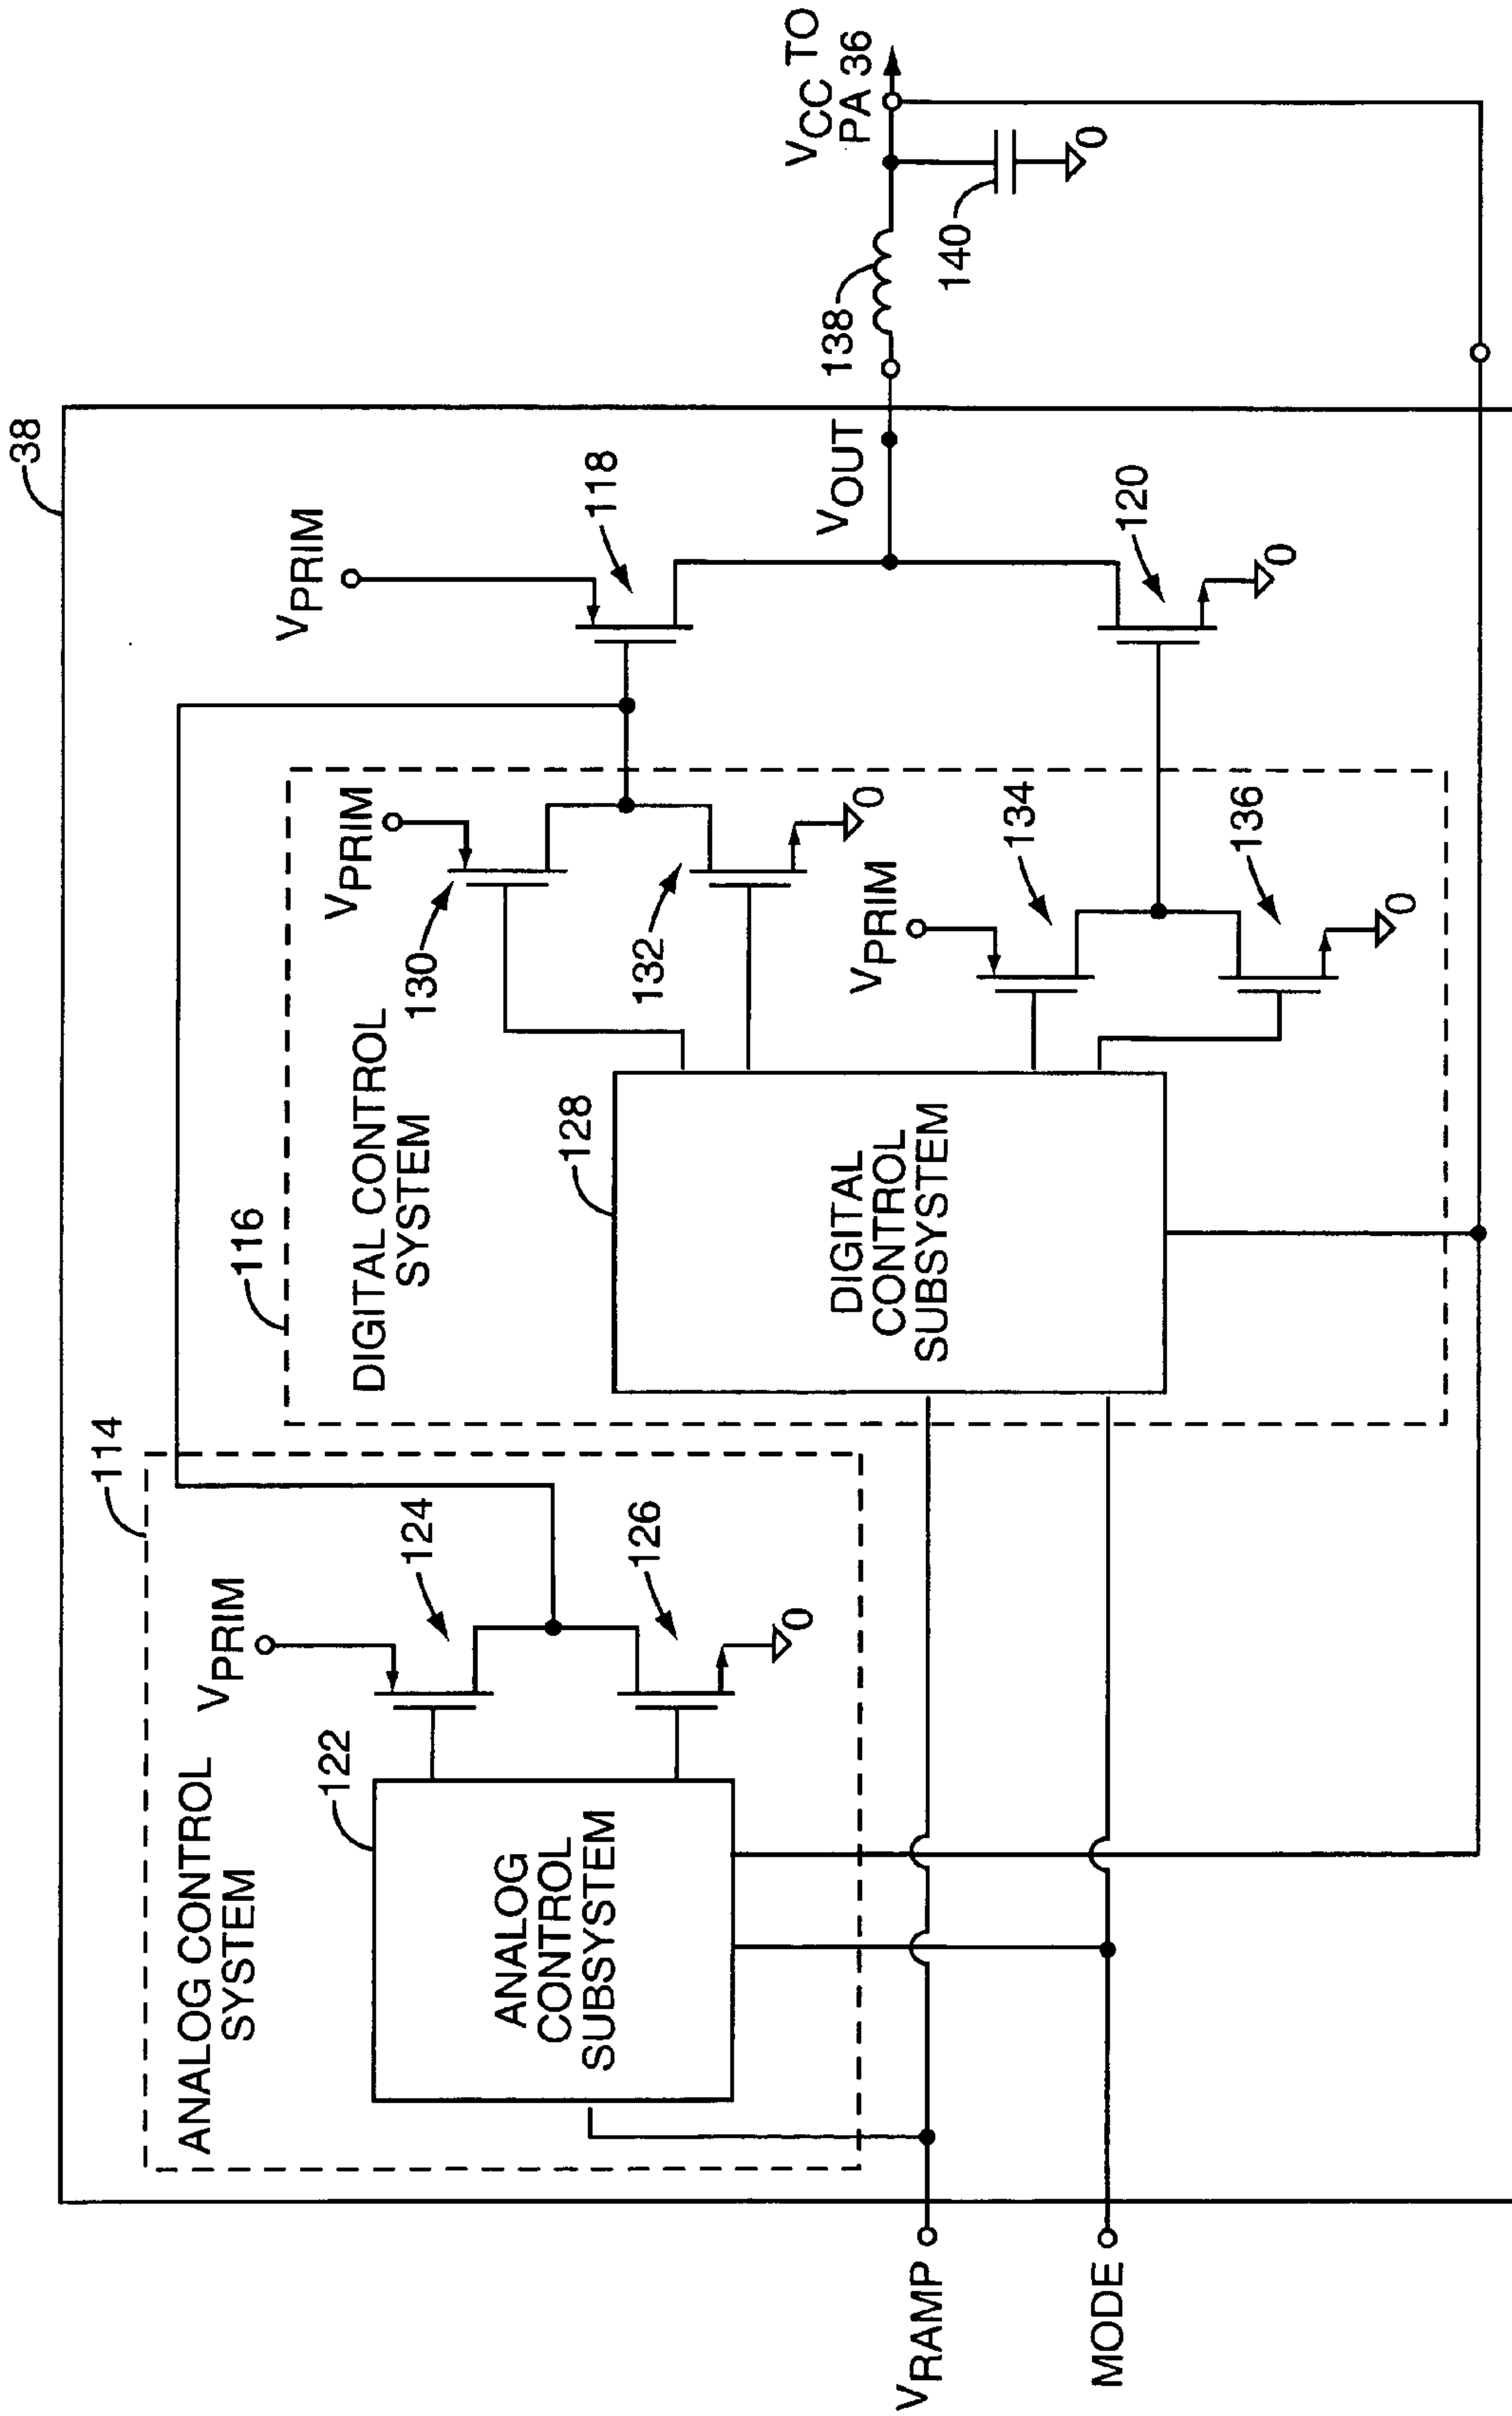 38
114
ANALOG CONTROL
SYSTEM
VPRIM
124
122
126
0
ANALOG
CONTROL
SUBSYSTEM
116
DIGITAL CONTROL
SYSTEM
VPRIM
130
132
0
128
DIGITAL
CONTROL
SUBSYSTEM
VPRIM
134
136
0
VPRIM
118
VOUT
120
0
138
140
0
VCC TO
PA 36
VRAMP
MODE